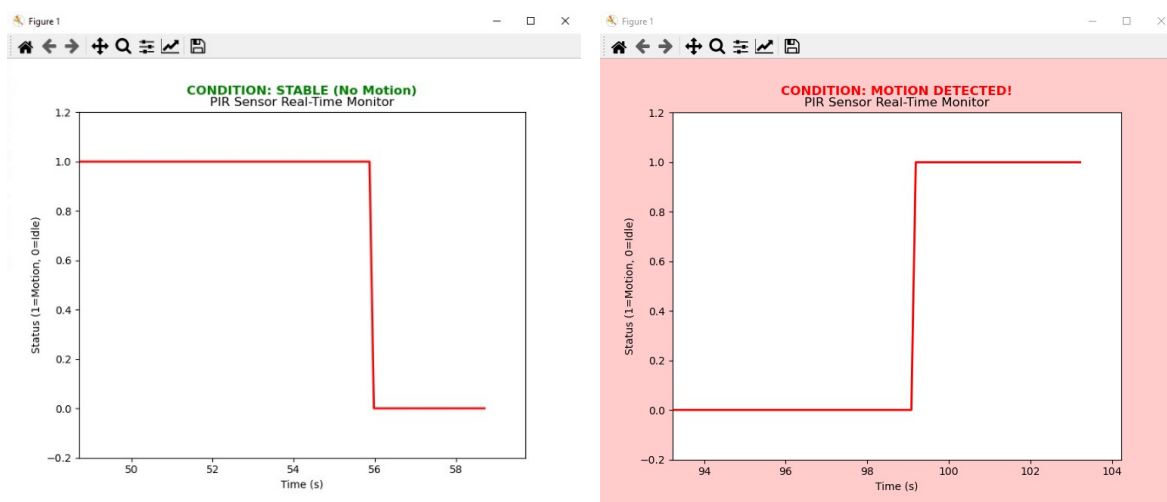 Figure 1
CONDITION: STABLE (No Motion)
PIR Sensor Real-Time Monitor
1.2
1.0
0.8
0.6
0.4
0.2
0.0
−0.2
Status (1=Motion, 0=Idle)
50
52
54
56
58
Time (s)
Figure 1
CONDITION: MOTION DETECTED!
PIR Sensor Real-Time Monitor
1.2
1.0
0.8
0.6
0.4
0.2
0.0
−0.2
Status (1=Motion, 0=Idle)
94
96
98
100
102
104
Time (s)